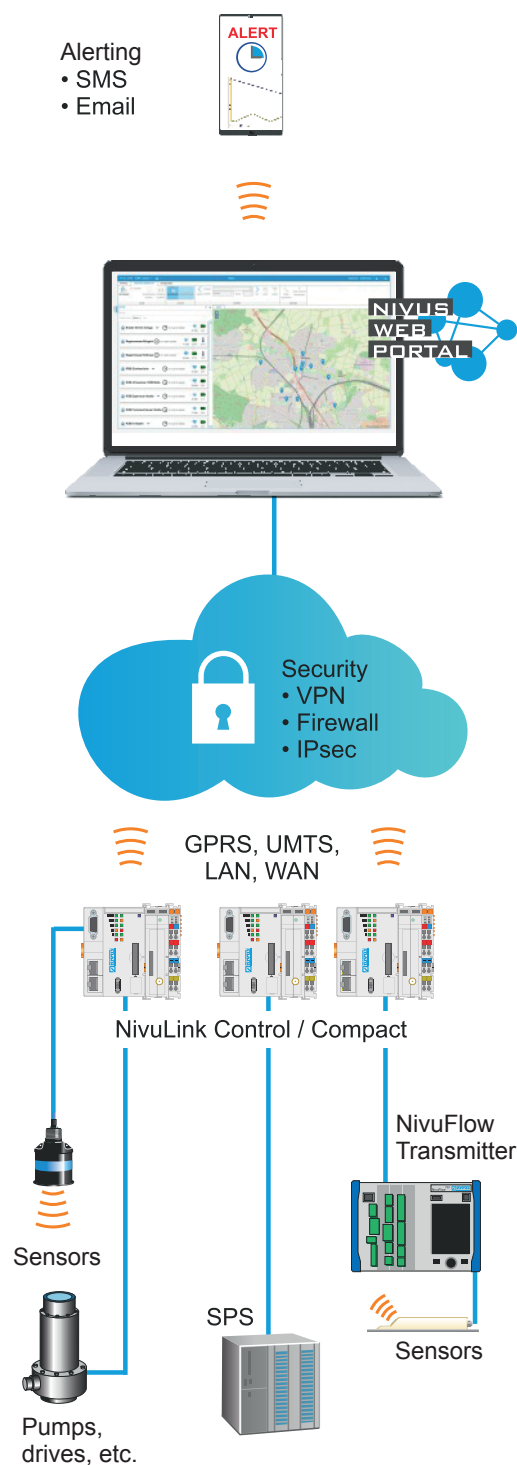 ALERT
Alerting
• SMS
• Email
NIVUS
WEB
PORTAL
Security
• VPN
• Firewall
• IPsec
GPRS, UMTS,
LAN, WAN
NivuLink Control / Compact
NivuFlow
Transmitter
Sensors
SPS
Sensors
Pumps,
drives, etc.